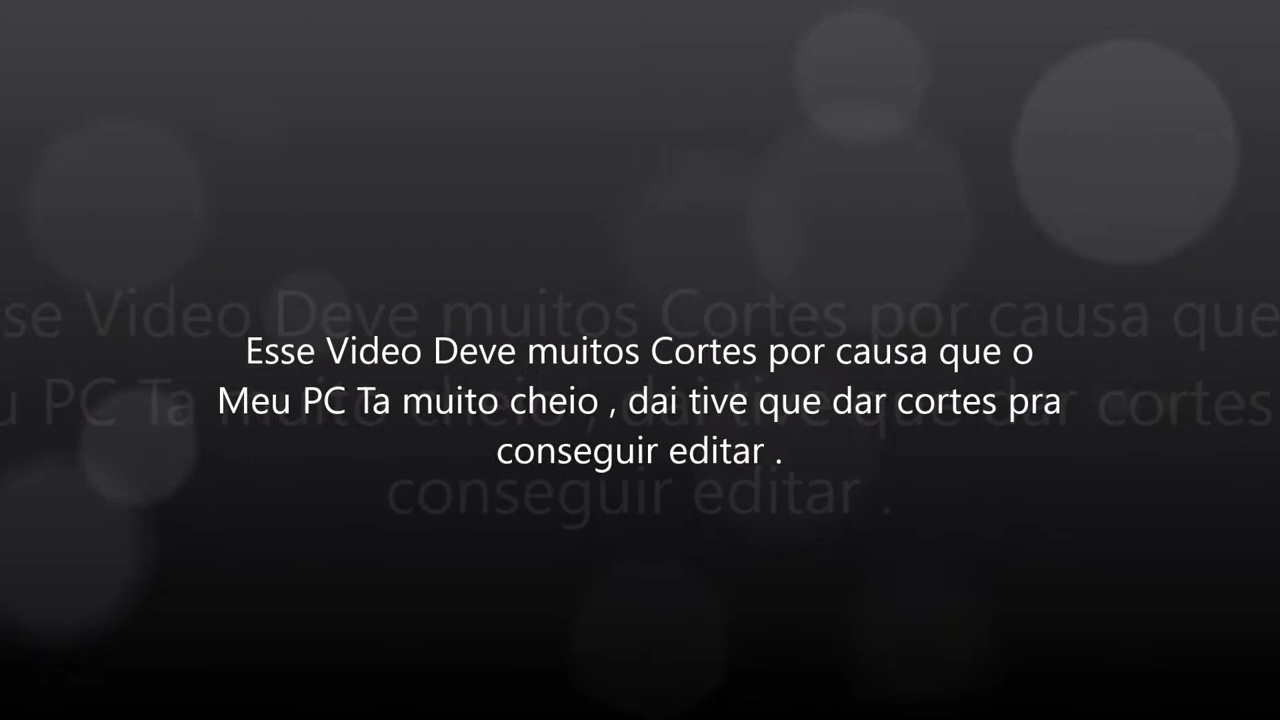 Esse Video Deve muitos Cortes por causa que o
Meu PC Ta muito cheio , dai tive que dar cortes pra
conseguir editar .